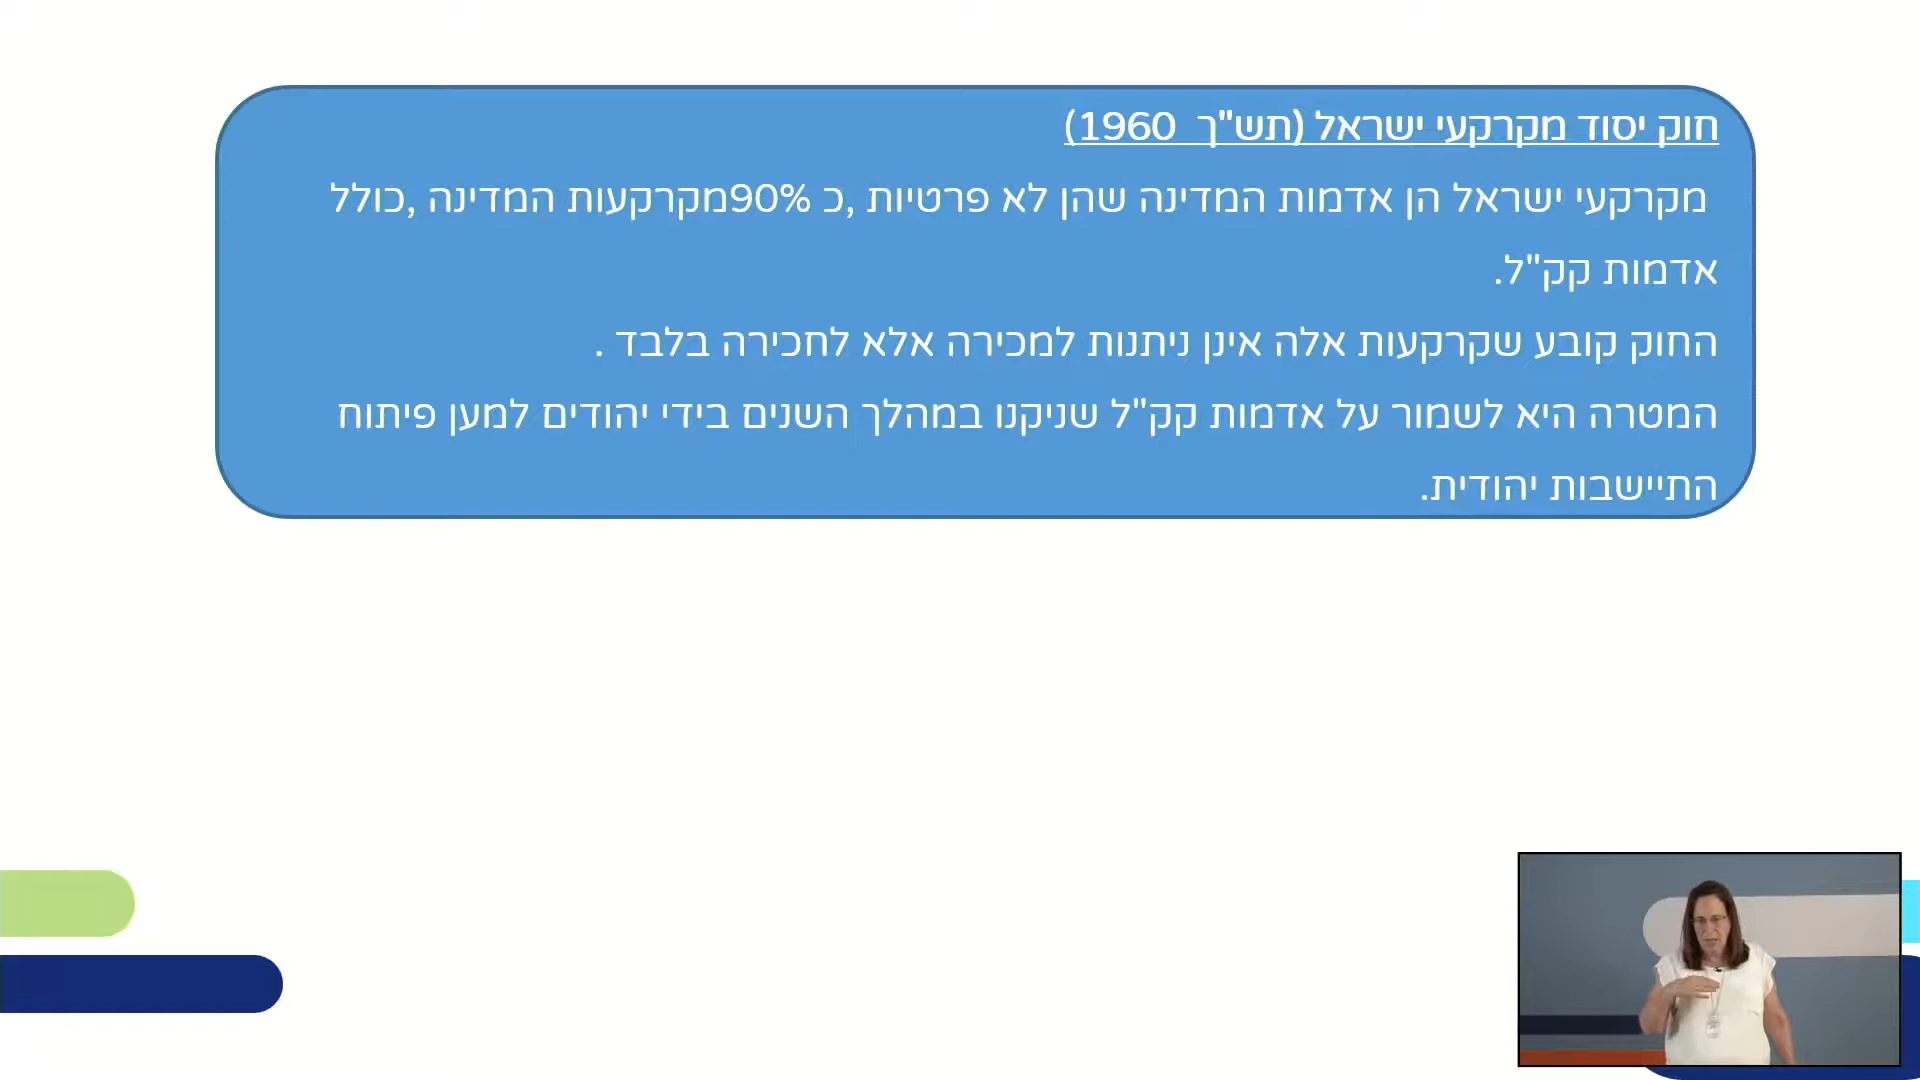 חוק יסוד מקרקעי ישראל (תש"ך  1960)
מקרקעי ישראל הן אדמות המדינה שהן לא פרטיות ,כ 90%מקרקעות המדינה ,כולל
אדמות קק"ל.
החוק קובע שקרקעות אלה אינן ניתנות למכירה אלא לחכירה בלבד .
המטרה היא לשמור על אדמות קק"ל שניקנו במהלך השנים בידי יהודים למען פיתוח
התיישבות יהודית.